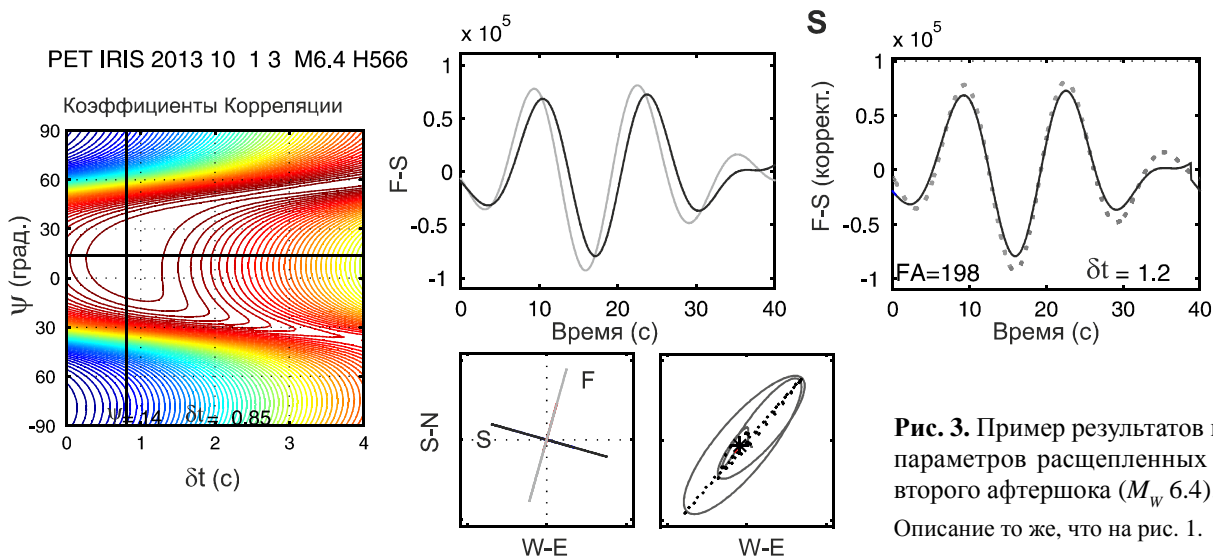 PET IRIS 2013 10 1 3 M6.4 H566
Коэффициенты Корреляции
90
60
30
0
30
60
-90
Ψ (град.)
Ψ= 14 δt = 0.85
0 1 2 3 4
δt (с)
x 10⁵
1
0.5
0
-0.5
-1
F-S
0 10 20 30 40
Время (с)
S
x 10⁵
1
0.5
0
-0.5
-1
F-S (коррект.)
FA=198 δt = 1.2
0 10 20 30 40
Время (с)
S-N
F
S
W-E
W-E
Рис. 3. Пример результатов
параметров расщепленных
второго афтершока (M_W 6.4)
Описание то же, что на рис. 1.